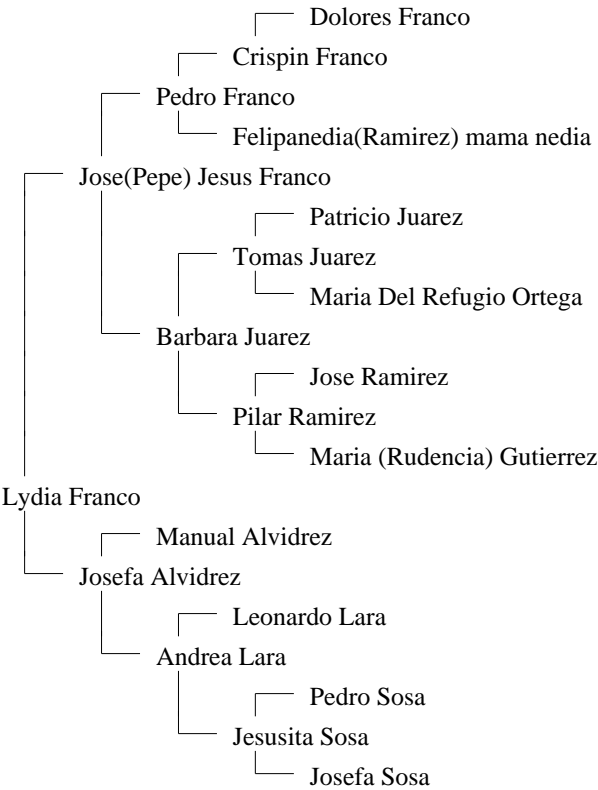 Dolores Franco
Crispin Franco
Pedro Franco
Felipanedia(Ramirez) mama nedia
Jose(Pepe) Jesus Franco
Patricio Juarez
Tomas Juarez
Maria Del Refugio Ortega
Barbara Juarez
Jose Ramirez
Pilar Ramirez
Maria (Rudencia) Gutierrez
Lydia Franco
Manual Alvidrez
Josefa Alvidrez
Leonardo Lara
Andrea Lara
Pedro Sosa
Jesusita Sosa
Josefa Sosa